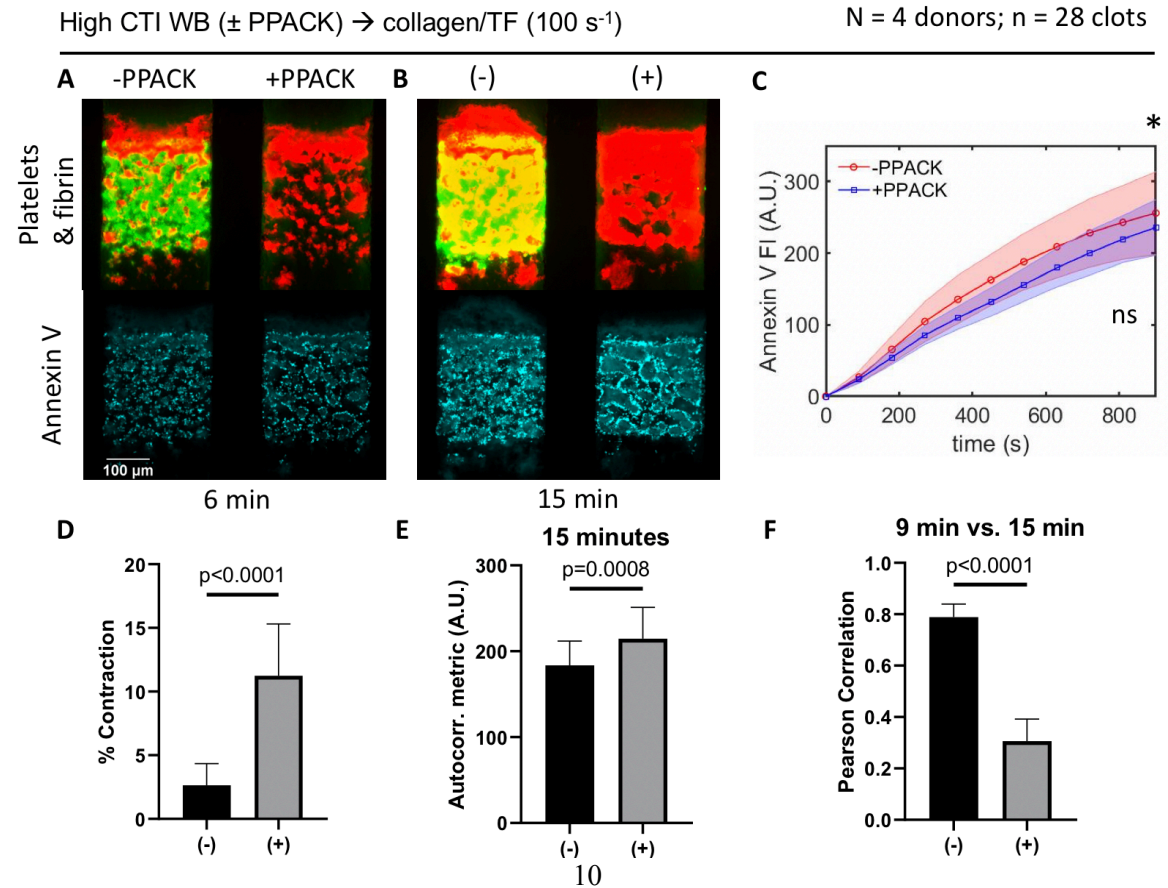 High CTI WB (± PPACK) → collagen/TF (100 s⁻¹)
N = 4 donors; n = 28 clots
A
-PPACK
+PPACK
B
(-)
(+)
C
Platelets
& fibrin
Annexin V
100 µm
6 min
15 min
*
-PPACK
+PPACK
ns
Annexin V FI (A.U.)
300
200
100
0
0
200
400
600
800
time (s)
D
% Contraction
20
15
10
5
0
p<0.0001
(-)
(+)
E
15 minutes
Autocorr. metric (A.U.)
300
200
100
0
p=0.0008
(-)
(+)
F
9 min vs. 15 min
Pearson Correlation
1.0
0.8
0.6
0.4
0.2
0.0
p<0.0001
(-)
(+)
10